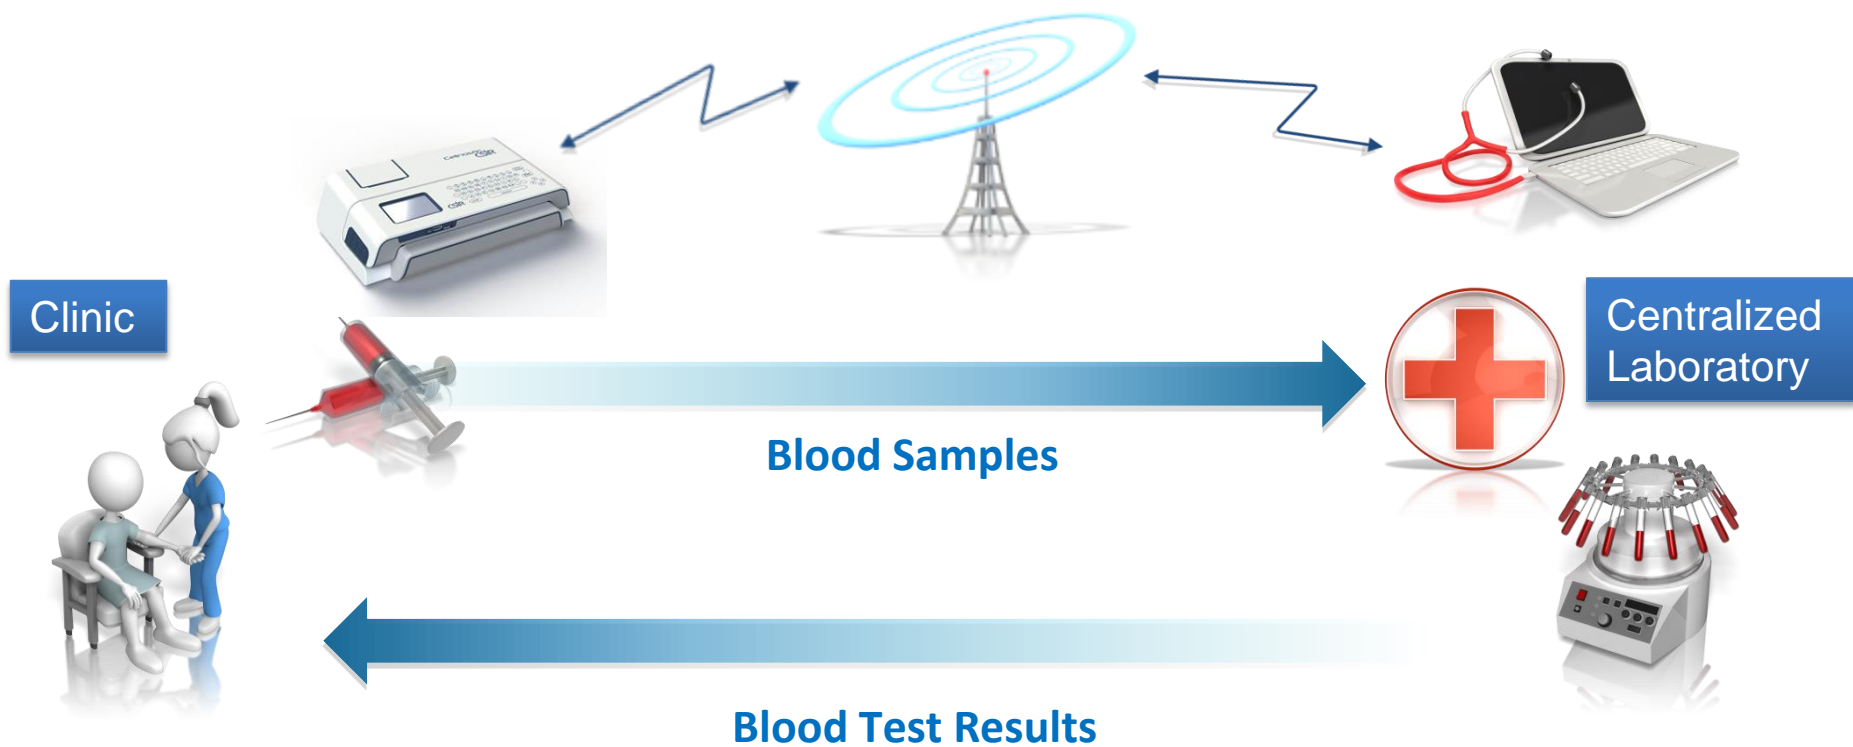 Clinic
Centralized
Laboratory
Blood Samples
Blood Test Results